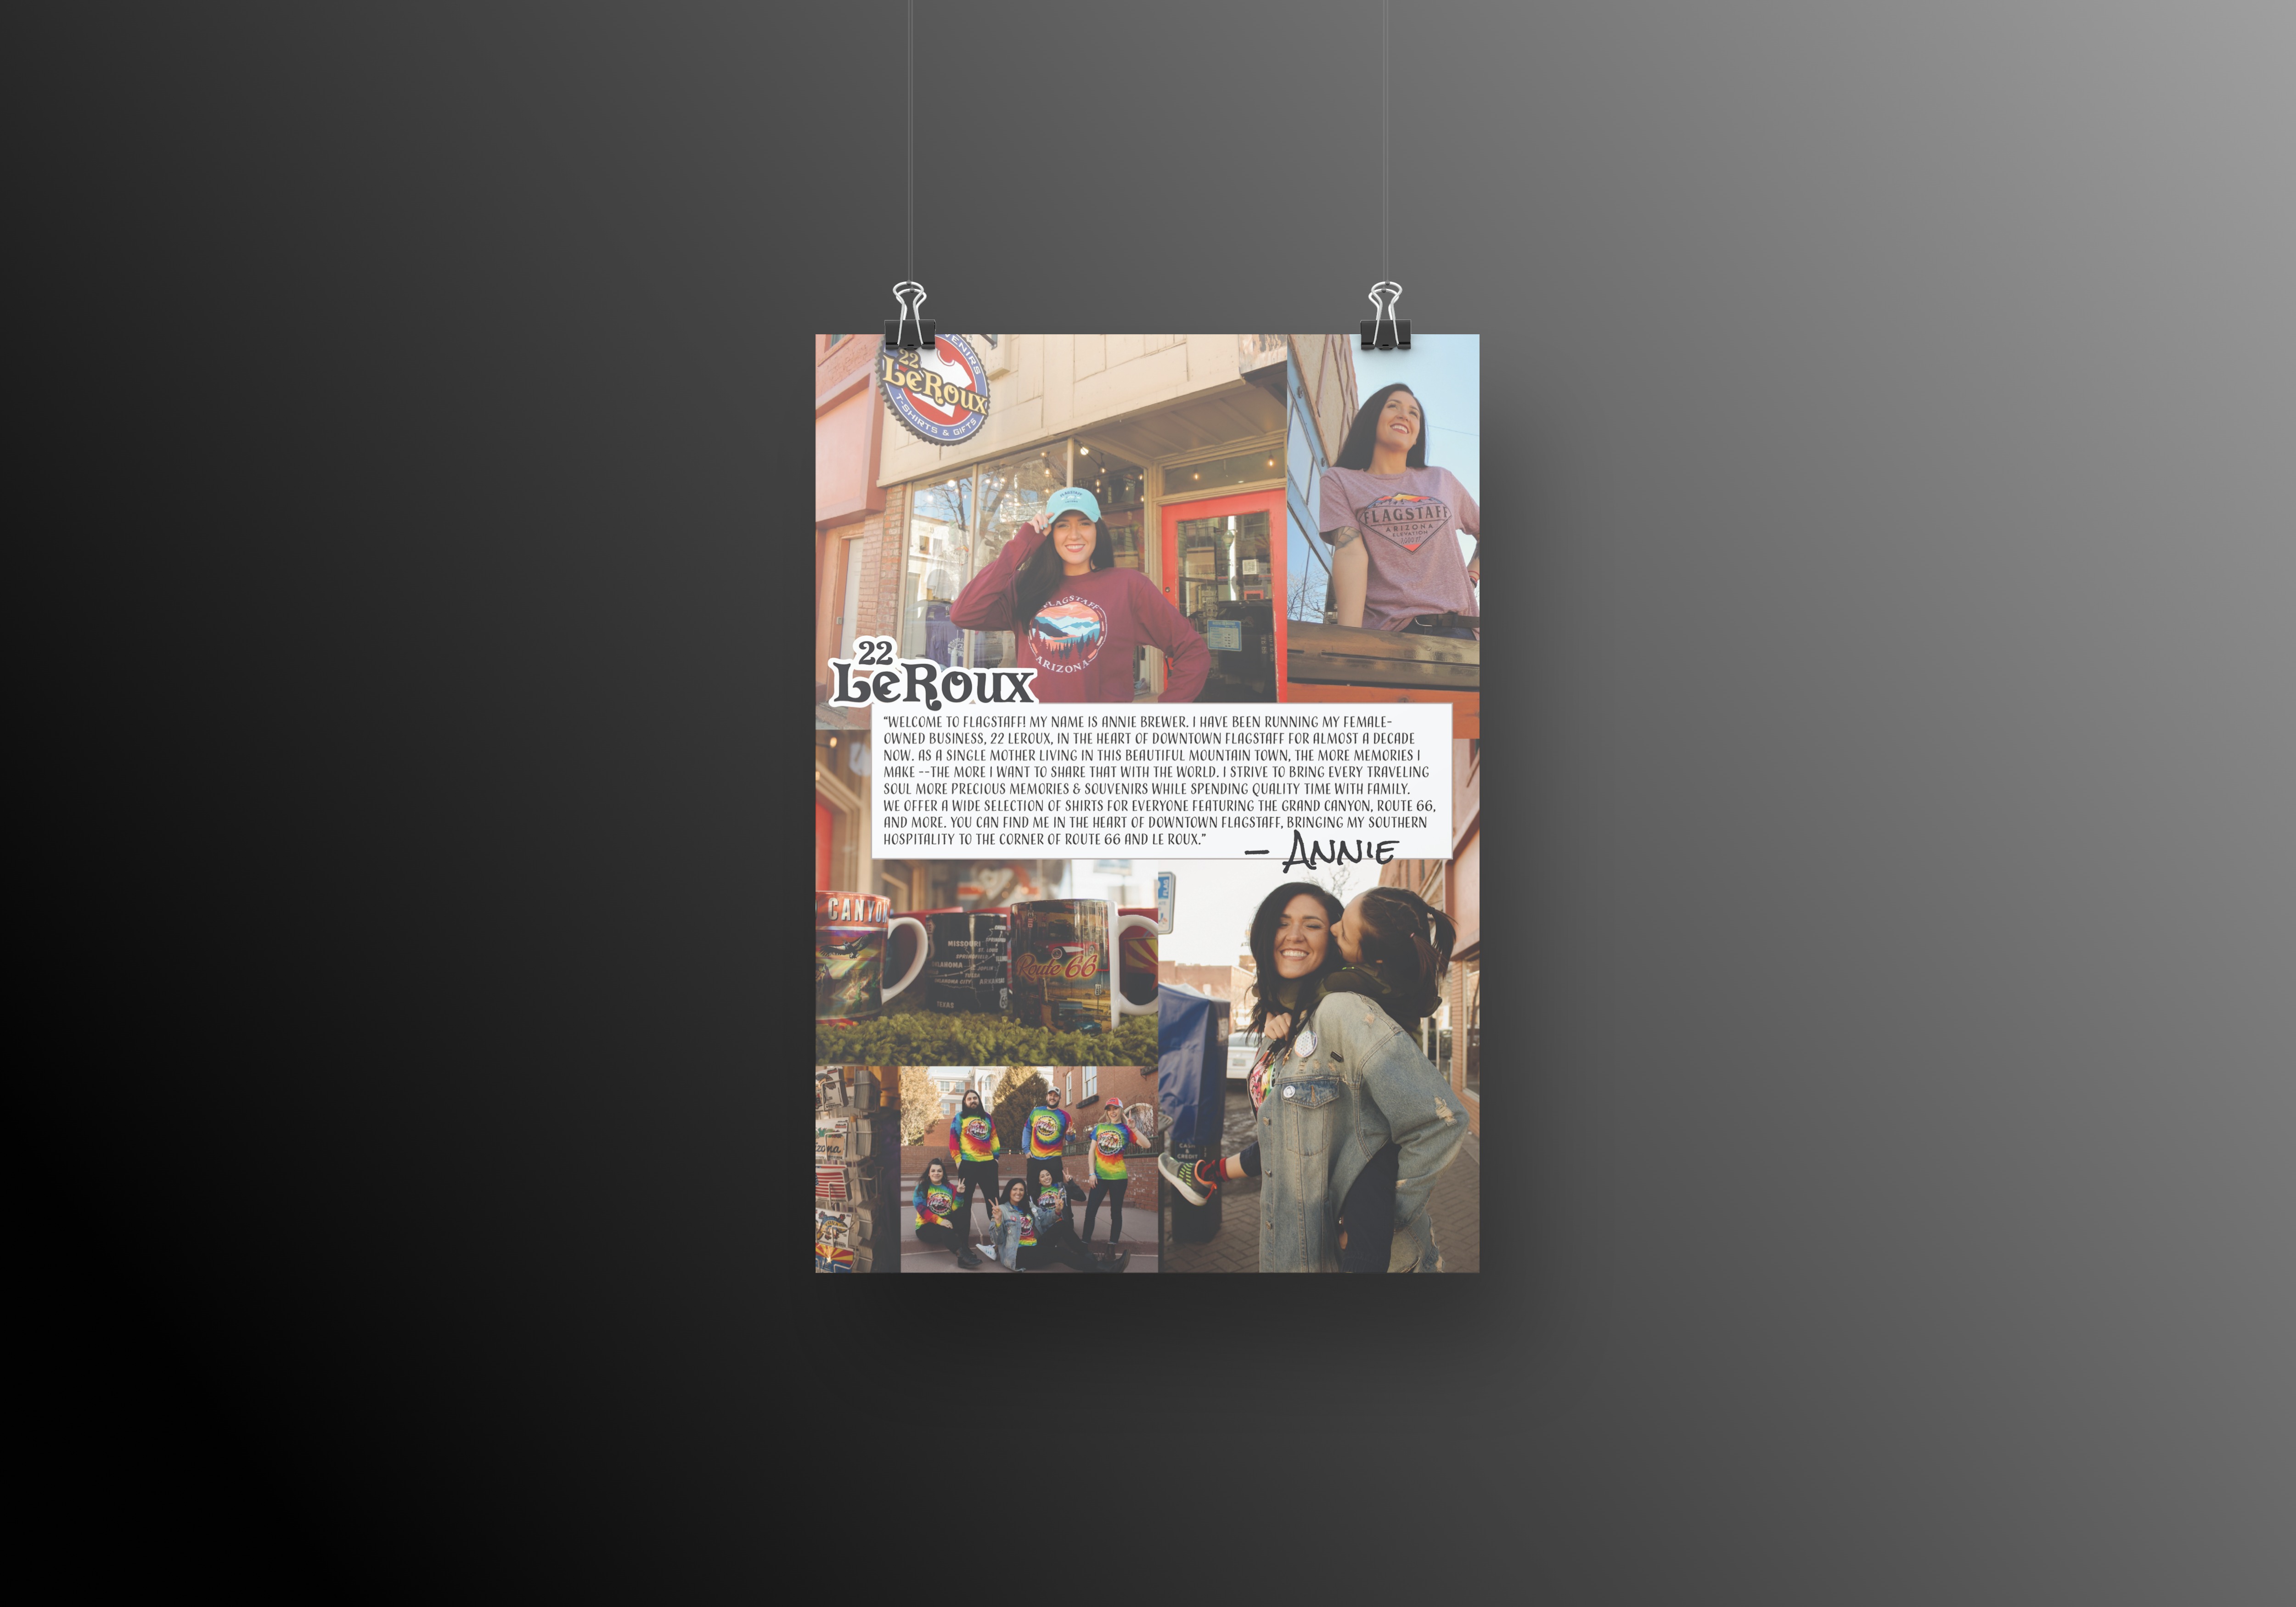 22
LeRoux
T-SHIRTS & GIFTS
FLAGSTAFF
ARIZONA
ELEVATION
FLAGSTAFF
ARIZONA
22
LeRoux
“WELCOME TO FLAGSTAFF! MY NAME IS ANNIE BREWER. I HAVE BEEN RUNNING MY FEMALE-
OWNED BUSINESS, 22 LEROUX, IN THE HEART OF DOWNTOWN FLAGSTAFF FOR ALMOST A DECADE
NOW. AS A SINGLE MOTHER LIVING IN THIS BEAUTIFUL MOUNTAIN TOWN, THE MORE MEMORIES I
MAKE --THE MORE I WANT TO SHARE THAT WITH THE WORLD. I STRIVE TO BRING EVERY TRAVELING
SOUL MORE PRECIOUS MEMORIES & SOUVENIRS WHILE SPENDING QUALITY TIME WITH FAMILY.
WE OFFER A WIDE SELECTION OF SHIRTS FOR EVERYONE FEATURING THE GRAND CANYON, ROUTE 66,
AND MORE. YOU CAN FIND ME IN THE HEART OF DOWNTOWN FLAGSTAFF, BRINGING MY SOUTHERN
HOSPITALITY TO THE CORNER OF ROUTE 66 AND LE ROUX.”
– ANNIE
CANYON
MISSOURI
SPRINGFIELD
TULSA
OKLAHOMA CITY
TEXAS
Route 66
CREDIT